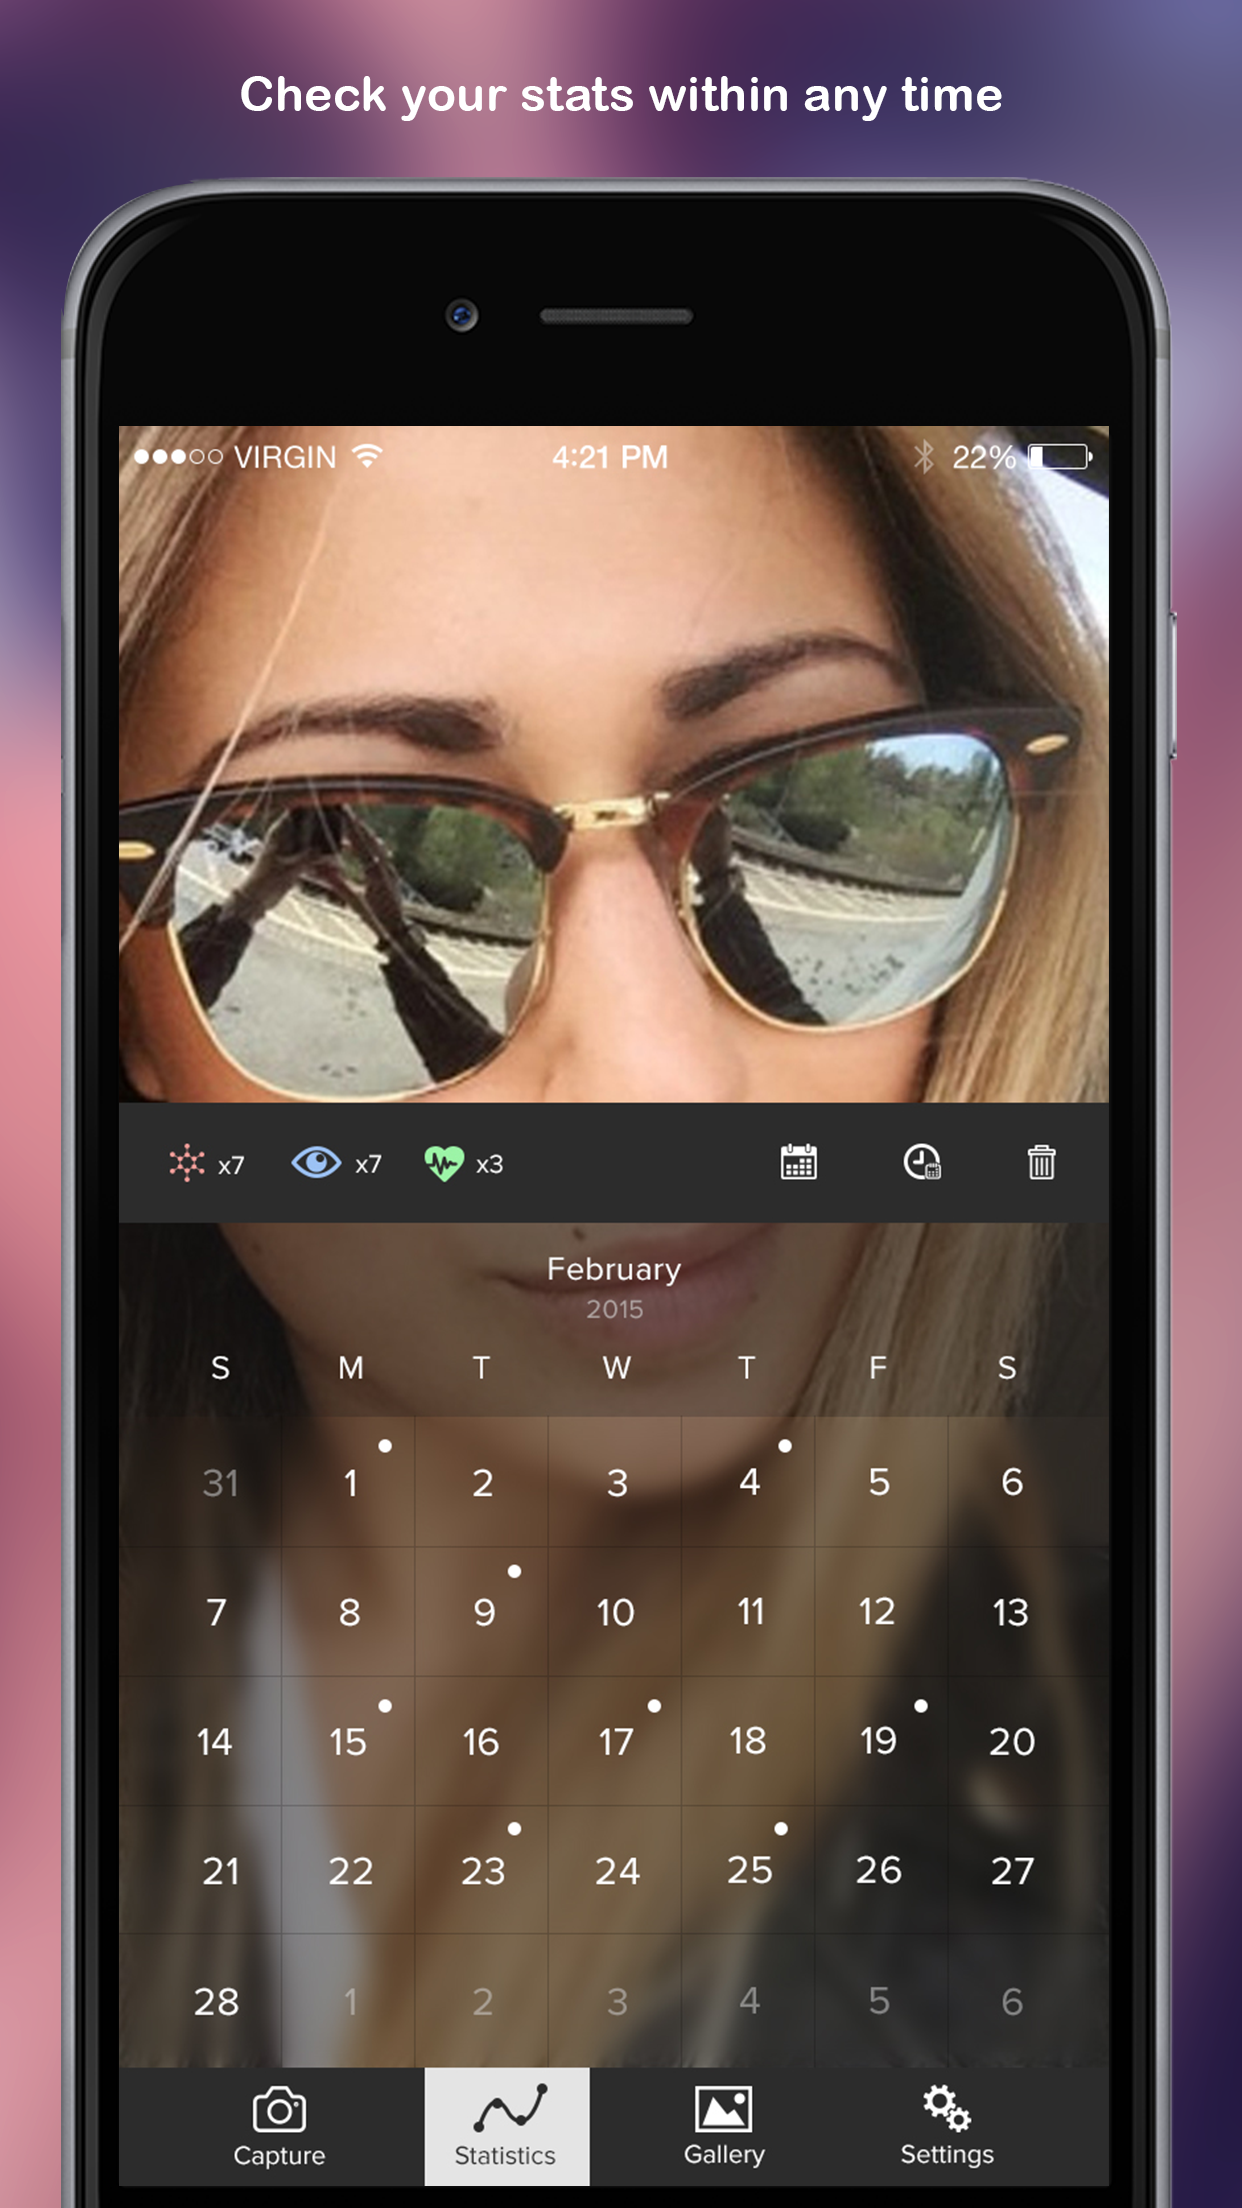 Check your stats within any time
VIRGIN 4:21 PM 22%
x7 x7 x3
February
2015
S M T W T F S
31 1 2 3 4 5 6
7 8 9 10 11 12 13
14 15 16 17 18 19 20
21 22 23 24 25 26 27
28 1 2 3 4 5 6
Capture Statistics Gallery Settings